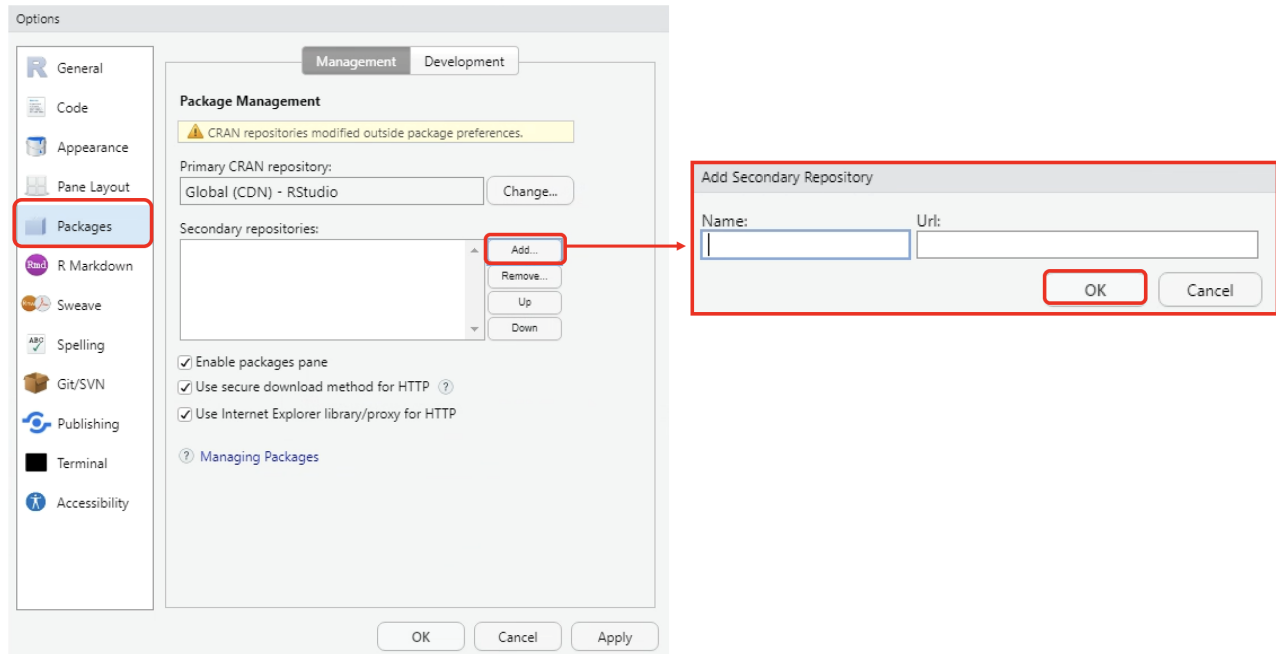 Options
General
Code
Appearance
Pane Layout
Packages
R Markdown
Sweave
Spelling
Git/SVN
Publishing
Terminal
Accessibility
Management Development
Package Management
CRAN repositories modified outside package preferences.
Primary CRAN repository:
Global (CDN) - RStudio Change...
Secondary repositories:
Add...
Remove...
Up
Down
Enable packages pane
Use secure download method for HTTP ?
Use Internet Explorer library/proxy for HTTP
? Managing Packages
OK Cancel Apply
Add Secondary Repository
Name: Url:
OK Cancel